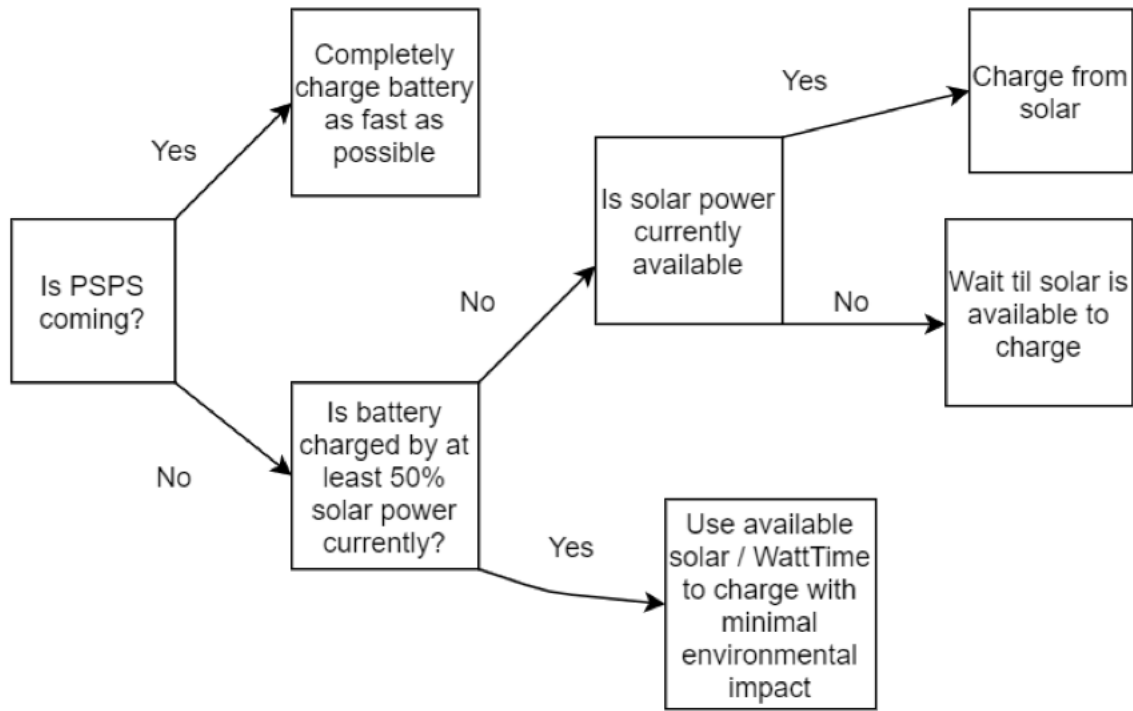 Is PSPS
coming?
Yes
Completely
charge battery
as fast as
possible
No
Is battery
charged by at
least 50%
solar power
currently?
No
Is solar power
currently
available
Yes
Charge from
solar
No
Wait til solar is
available to
charge
Yes
Use available
solar / WattTime
to charge with
minimal
environmental
impact